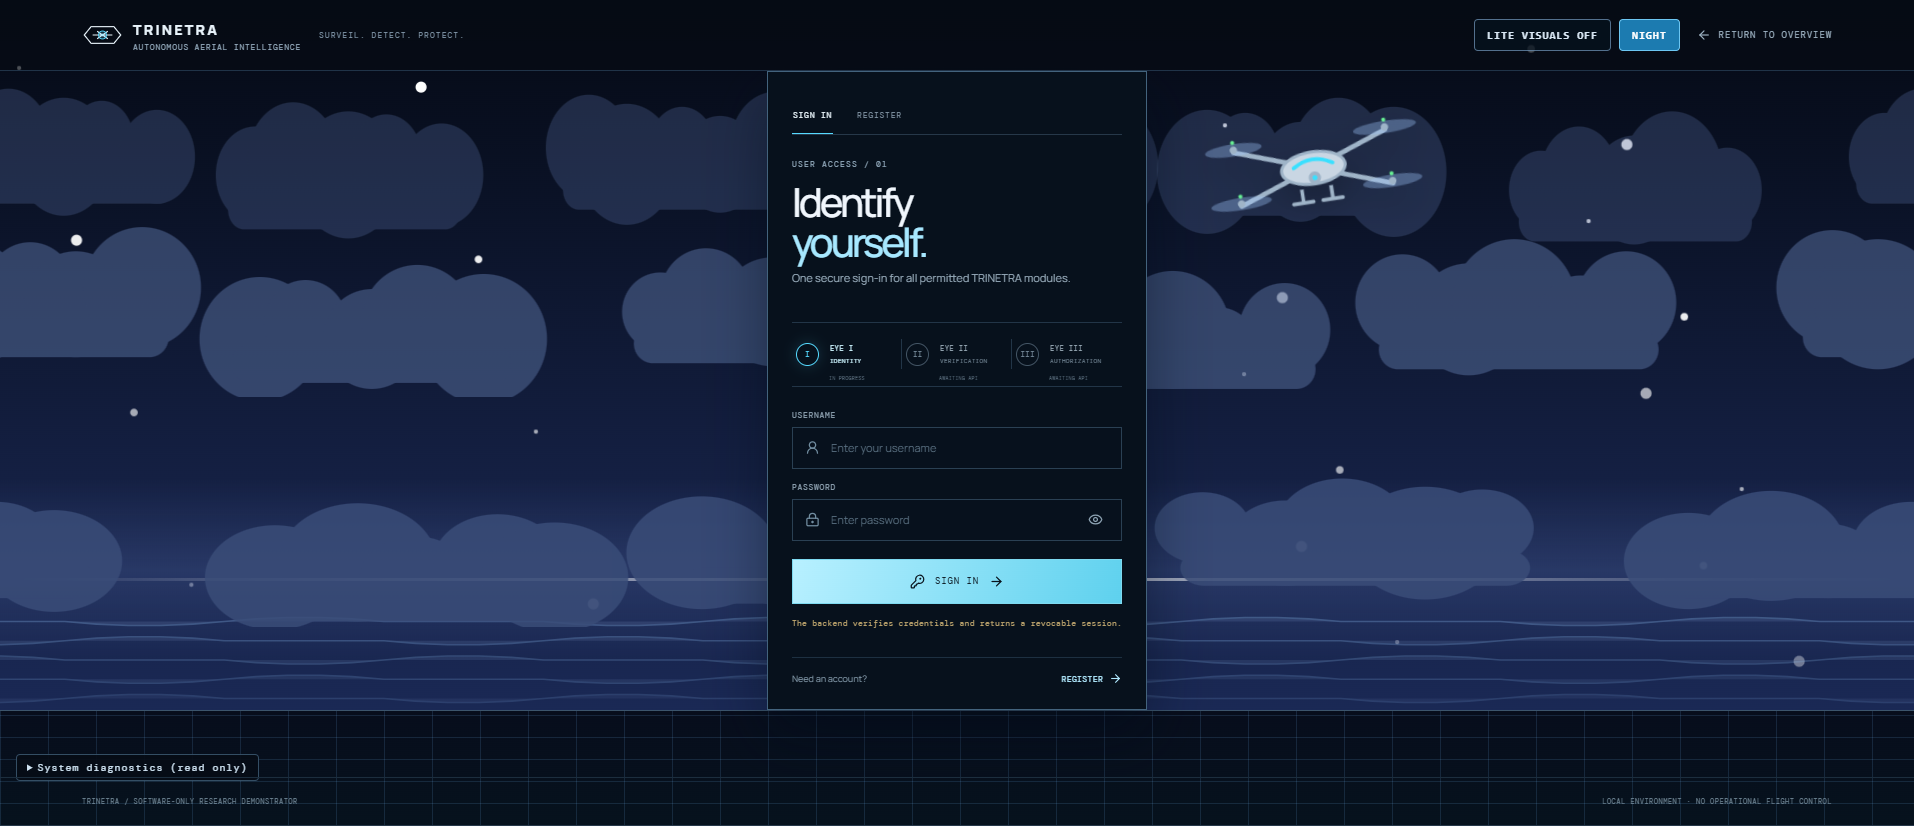 TRINETRA
AUTONOMOUS AERIAL INTELLIGENCE
SURVEIL. DETECT. PROTECT.
LITE VISUALS OFF
NIGHT
RETURN TO OVERVIEW
SIGN IN
REGISTER
USER ACCESS / 01
Identify
yourself.
One secure sign-in for all permitted TRINETRA modules.
I
EYE I
IDENTITY
IN PROGRESS
II
EYE II
VERIFICATION
AWAITING API
III
EYE III
AUTHORIZATION
AWAITING API
USERNAME
Enter your username
PASSWORD
Enter password
SIGN IN
The backend verifies credentials and returns a revocable session.
Need an account?
REGISTER
System diagnostics (read only)
TRINETRA / SOFTWARE-ONLY RESEARCH DEMONSTRATOR
LOCAL ENVIRONMENT · NO OPERATIONAL FLIGHT CONTROL